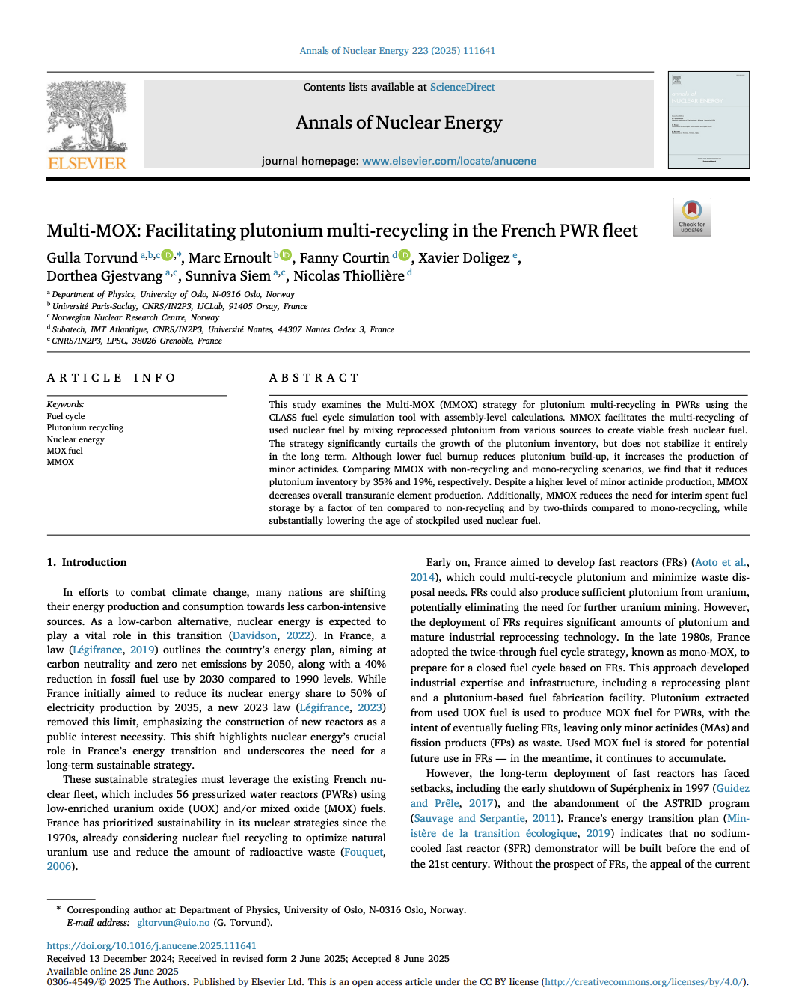 Annals of Nuclear Energy 223 (2025) 111641
Contents lists available at ScienceDirect
Annals of Nuclear Energy
journal homepage: www.elsevier.com/locate/anucene
ELSEVIER
annals of
NUCLEAR ENERGY
Check for
updates
Multi-MOX: Facilitating plutonium multi-recycling in the French PWR fleet
Gulla Torvund a,b,c,*, Marc Ernoult b, Fanny Courtin d, Xavier Doligez e,
Dorthea Gjestvang a,c, Sunniva Siem a,c, Nicolas Thiollière d
a Department of Physics, University of Oslo, N-0316 Oslo, Norway
b Université Paris-Saclay, CNRS/IN2P3, IJCLab, 91405 Orsay, France
c Norwegian Nuclear Research Centre, Norway
d Subatech, IMT Atlantique, CNRS/IN2P3, Université Nantes, 44307 Nantes Cedex 3, France
e CNRS/IN2P3, LPSC, 38026 Grenoble, France
ARTICLE INFO
Keywords:
Fuel cycle
Plutonium recycling
Nuclear energy
MOX fuel
MMOX
ABSTRACT
This study examines the Multi-MOX (MMOX) strategy for plutonium multi-recycling in PWRs using the
CLASS fuel cycle simulation tool with assembly-level calculations. MMOX facilitates the multi-recycling of
used nuclear fuel by mixing reprocessed plutonium from various sources to create viable fresh nuclear fuel.
The strategy significantly curtails the growth of the plutonium inventory, but does not stabilize it entirely
in the long term. Although lower fuel burnup reduces plutonium build-up, it increases the production of
minor actinides. Comparing MMOX with non-recycling and mono-recycling scenarios, we find that it reduces
plutonium inventory by 35% and 19%, respectively. Despite a higher level of minor actinide production, MMOX
decreases overall transuranic element production. Additionally, MMOX reduces the need for interim spent fuel
storage by a factor of ten compared to non-recycling and by two-thirds compared to mono-recycling, while
substantially lowering the age of stockpiled used nuclear fuel.
1. Introduction
In efforts to combat climate change, many nations are shifting
their energy production and consumption towards less carbon-intensive
sources. As a low-carbon alternative, nuclear energy is expected to
play a vital role in this transition (Davidson, 2022). In France, a
law (Légifrance, 2019) outlines the country's energy plan, aiming at
carbon neutrality and zero net emissions by 2050, along with a 40%
reduction in fossil fuel use by 2030 compared to 1990 levels. While
France initially aimed to reduce its nuclear energy share to 50% of
electricity production by 2035, a new 2023 law (Légifrance, 2023)
removed this limit, emphasizing the construction of new reactors as a
public interest necessity. This shift highlights nuclear energy's crucial
role in France's energy transition and underscores the need for a
long-term sustainable strategy.
These sustainable strategies must leverage the existing French nu-
clear fleet, which includes 56 pressurized water reactors (PWRs) using
low-enriched uranium oxide (UOX) and/or mixed oxide (MOX) fuels.
France has prioritized sustainability in its nuclear strategies since the
1970s, already considering nuclear fuel recycling to optimize natural
uranium use and reduce the amount of radioactive waste (Fouquet,
2006).
Early on, France aimed to develop fast reactors (FRs) (Aoto et al.,
2014), which could multi-recycle plutonium and minimize waste dis-
posal needs. FRs could also produce sufficient plutonium from uranium,
potentially eliminating the need for further uranium mining. However,
the deployment of FRs requires significant amounts of plutonium and
mature industrial reprocessing technology. In the late 1980s, France
adopted the twice-through fuel cycle strategy, known as mono-MOX, to
prepare for a closed fuel cycle based on FRs. This approach developed
industrial expertise and infrastructure, including a reprocessing plant
and a plutonium-based fuel fabrication facility. Plutonium extracted
from used UOX fuel is used to produce MOX fuel for PWRs, with the
intent of eventually fueling FRs, leaving only minor actinides (MAs) and
fission products (FPs) as waste. Used MOX fuel is stored for potential
future use in FRs — in the meantime, it continues to accumulate.
However, the long-term deployment of fast reactors has faced
setbacks, including the early shutdown of Supérphenix in 1997 (Guidez
and Prêle, 2017), and the abandonment of the ASTRID program
(Sauvage and Serpantie, 2011). France's energy transition plan (Min-
istère de la transition écologique, 2019) indicates that no sodium-
cooled fast reactor (SFR) demonstrator will be built before the end of
the 21st century. Without the prospect of FRs, the appeal of the current
* Corresponding author at: Department of Physics, University of Oslo, N-0316 Oslo, Norway.
E-mail address: gltorvun@uio.no (G. Torvund).
https://doi.org/10.1016/j.anucene.2025.111641
Received 13 December 2024; Received in revised form 2 June 2025; Accepted 8 June 2025
Available online 28 June 2025
0306-4549/© 2025 The Authors. Published by Elsevier Ltd. This is an open access article under the CC BY license (http://creativecommons.org/licenses/by/4.0/).